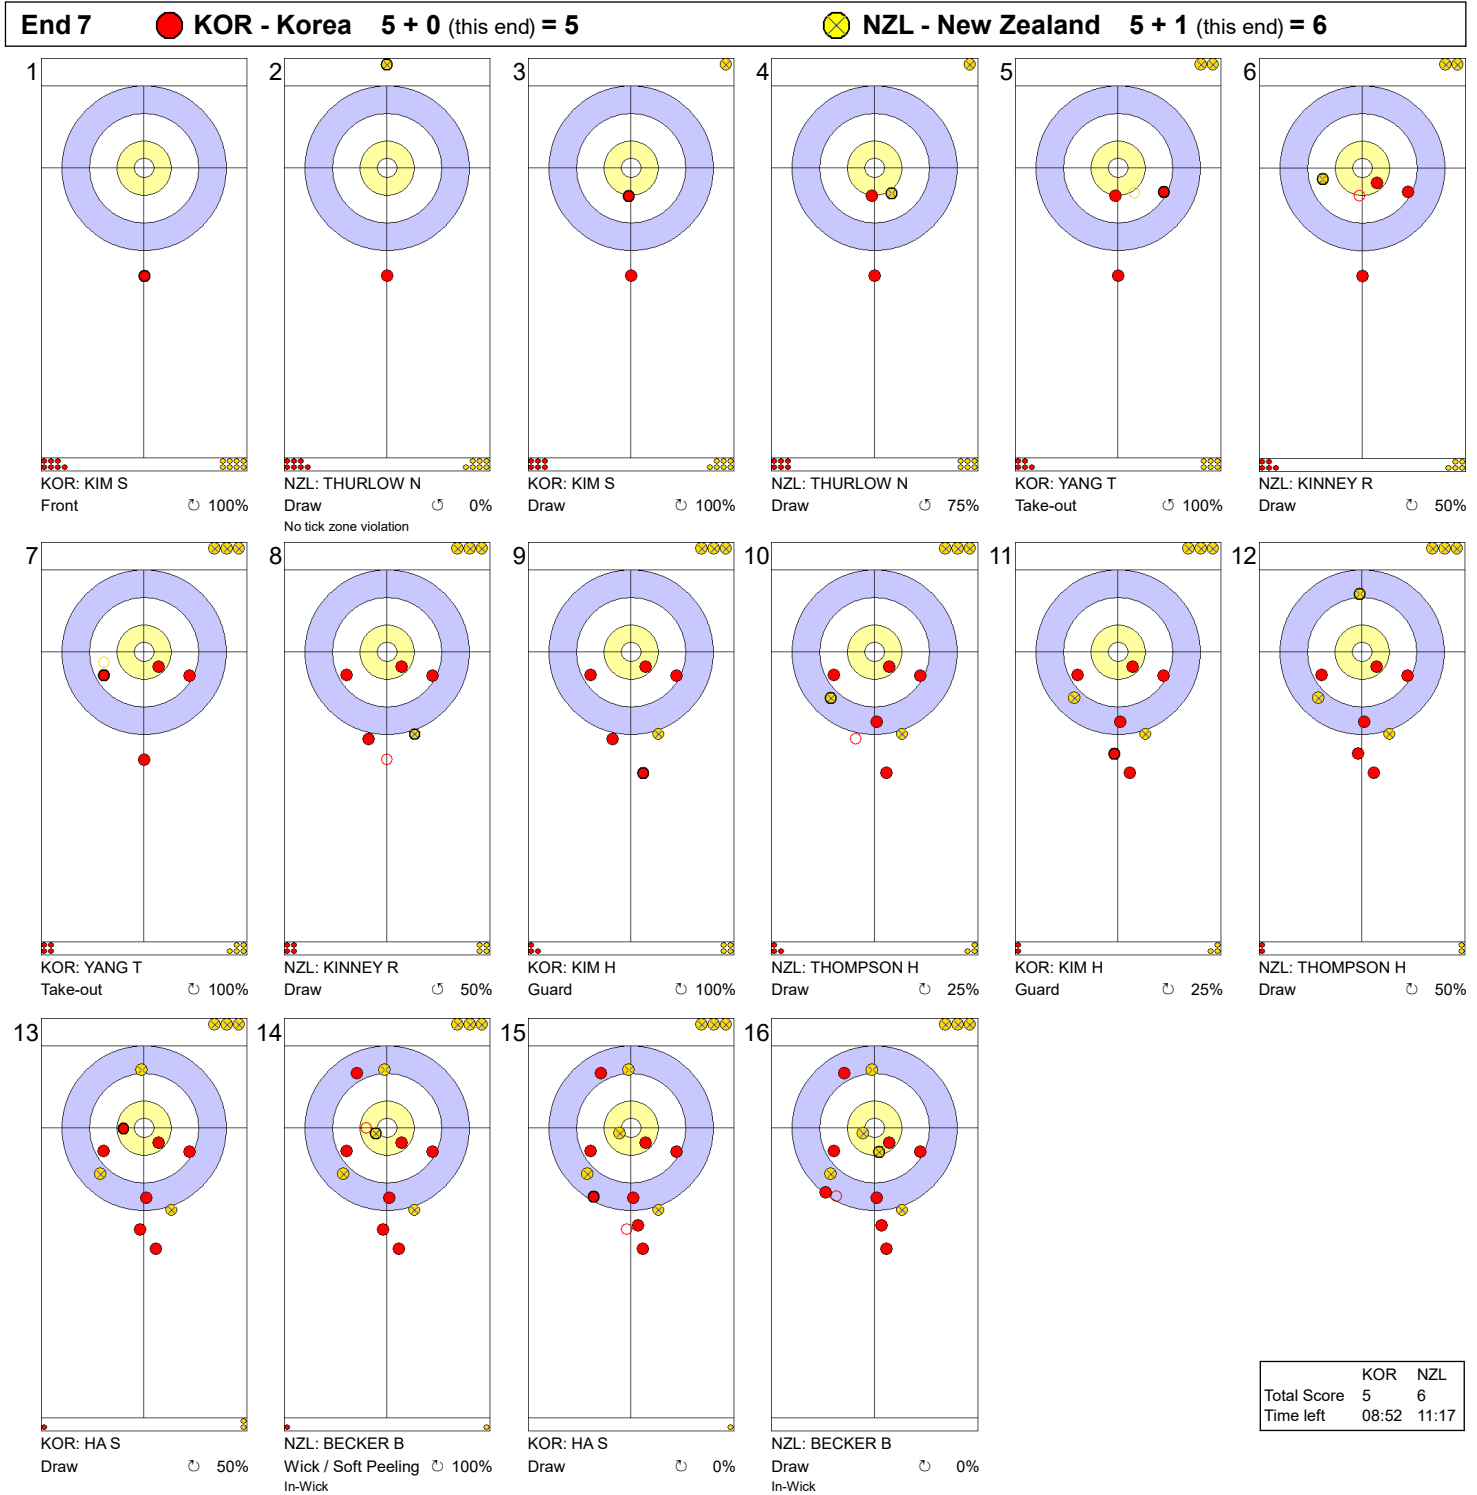 End 7 KOR - Korea 5 + 0 (this end) = 5 NZL - New Zealand 5 + 1 (this end) = 6
1 2 3 4 5 6
KOR: KIM S NZL: THURLOW N KOR: KIM S NZL: THURLOW N KOR: YANG T NZL: KINNEY R
Front ↻ 100% Draw ↺ 0% Draw ↻ 100% Draw ↺ 75% Take-out ↻ 100% Draw ↻ 50%
No tick zone violation
7 8 9 10 11 12
KOR: YANG T NZL: KINNEY R KOR: KIM H NZL: THOMPSON H KOR: KIM H NZL: THOMPSON H
Take-out ↻ 100% Draw ↺ 50% Guard ↻ 100% Draw ↺ 25% Guard ↻ 25% Draw ↻ 50%
13 14 15 16
KOR: HA S NZL: BECKER B KOR: HA S NZL: BECKER B
Draw ↻ 50% Wick / Soft Peeling ↻ 100% Draw ↻ 0% Draw ↻ 0%
In-Wick In-Wick
KOR NZL
Total Score 5 6
Time left 08:52 11:17